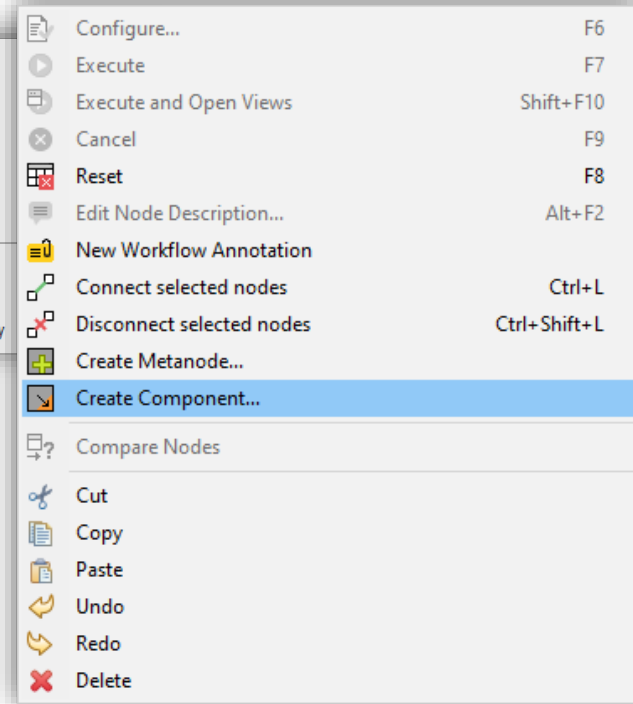 Configure... F6
Execute F7
Execute and Open Views Shift+F10
Cancel F9
Reset F8
Edit Node Description... Alt+F2
New Workflow Annotation
Connect selected nodes Ctrl+L
Disconnect selected nodes Ctrl+Shift+L
Create Metanode...
Create Component...
Compare Nodes
Cut
Copy
Paste
Undo
Redo
Delete